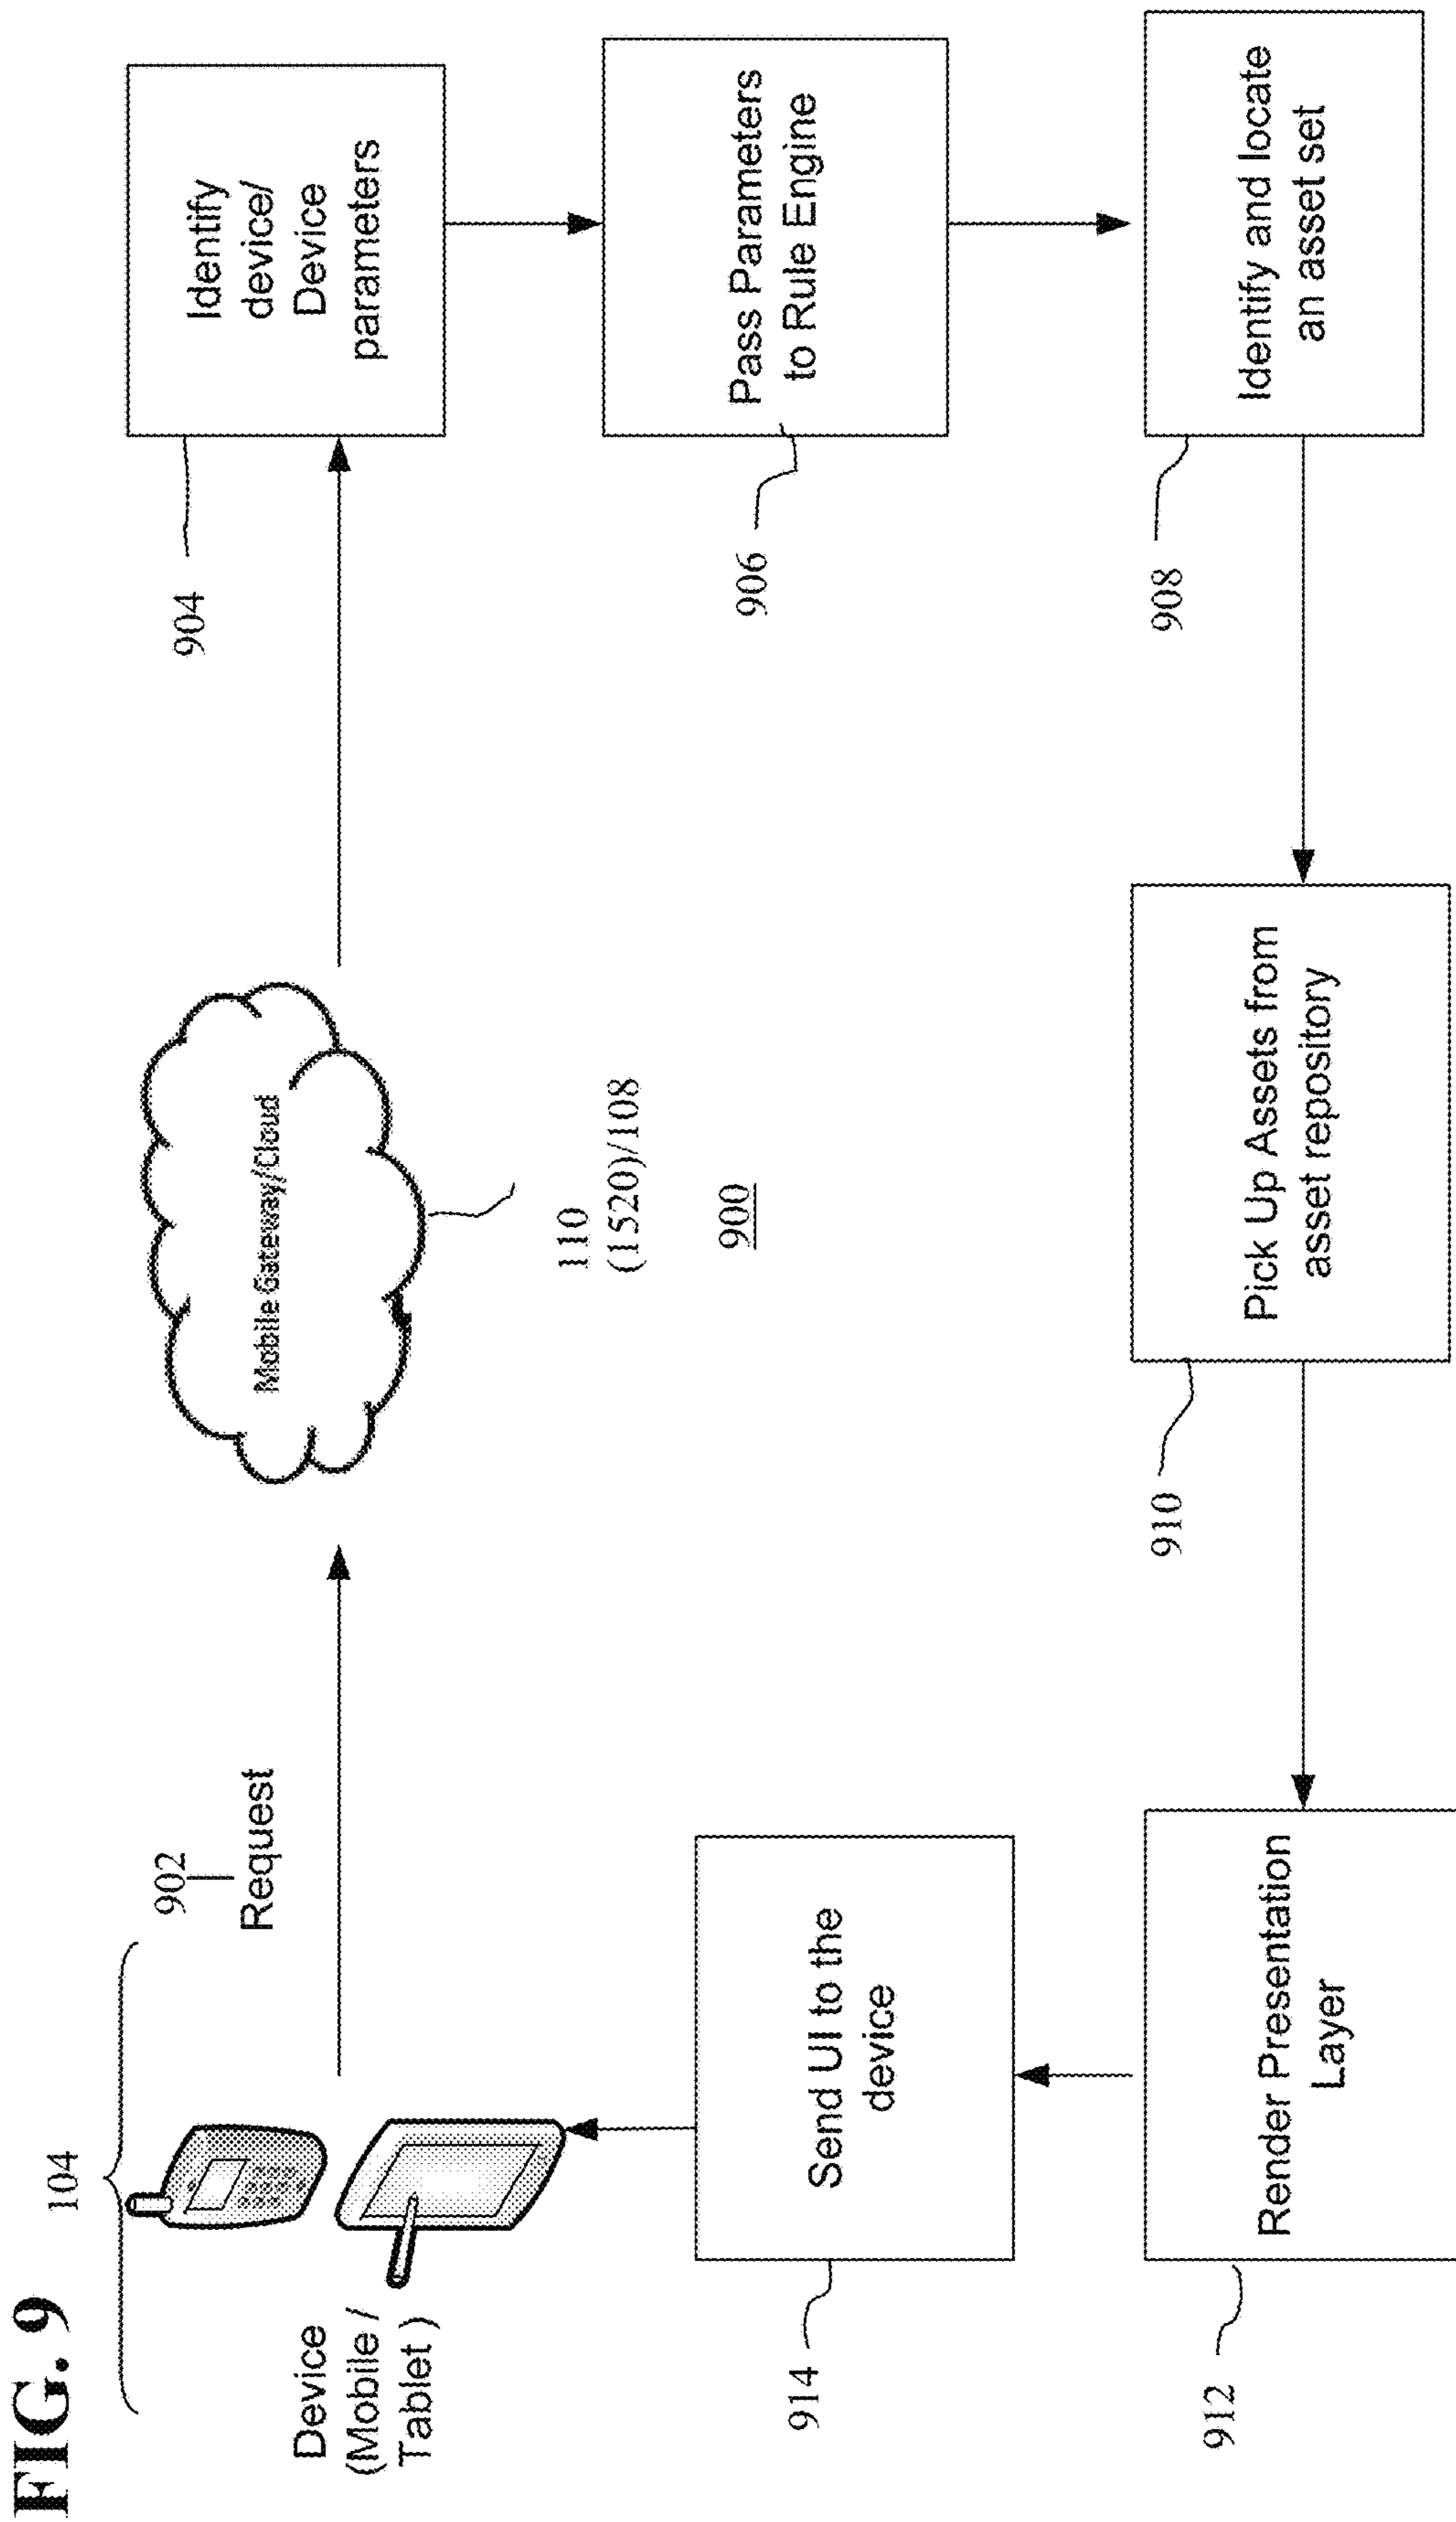 FIG. 9
104
Device
(Mobile /
Tablet )
902
Request
Mobile Gateway/Cloud
110
(1520)/108
900
904
Identify
device/
Device
parameters
906
Pass Parameters
to Rule Engine
908
Identify and locate
an asset set
910
Pick Up Assets from
asset repository
912
Render Presentation
Layer
914
Send UI to the
device